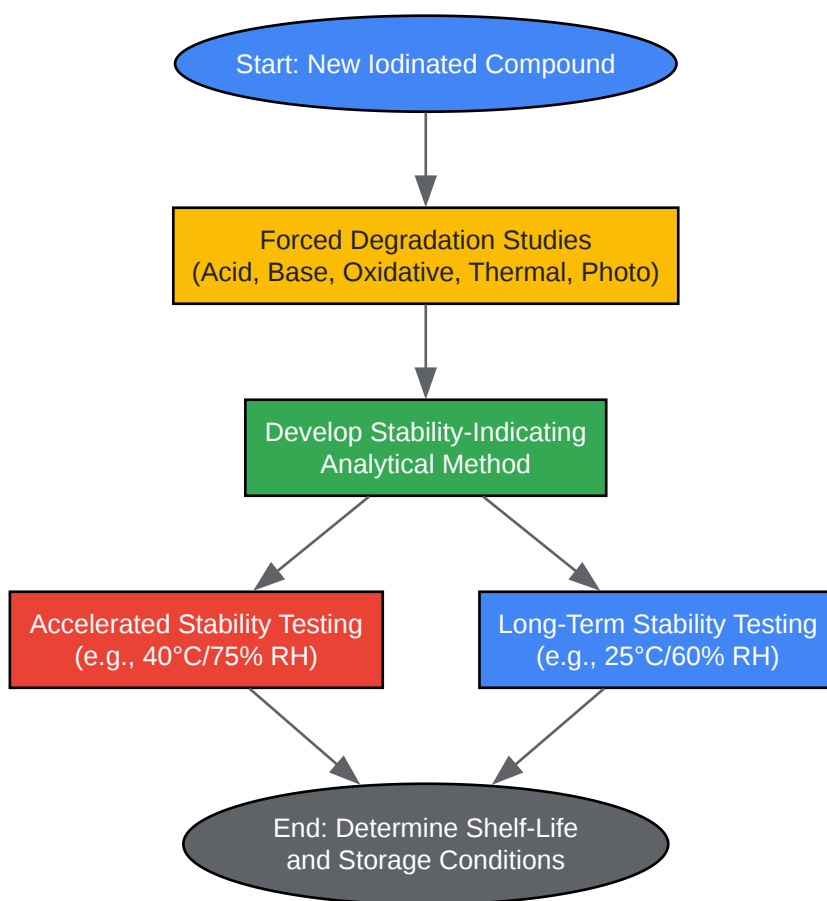 Start: New Iodinated Compound
Forced Degradation Studies
(Acid, Base, Oxidative, Thermal, Photo)
Develop Stability-Indicating
Analytical Method
Accelerated Stability Testing
(e.g., 40°C/75% RH)
Long-Term Stability Testing
(e.g., 25°C/60% RH)
End: Determine Shelf-Life
and Storage Conditions